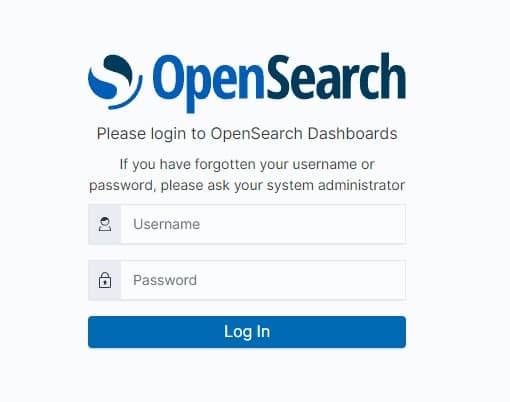 OpenSearch
Please login to OpenSearch Dashboards
If you have forgotten your username or
password, please ask your system administrator
Username
Password
Log In